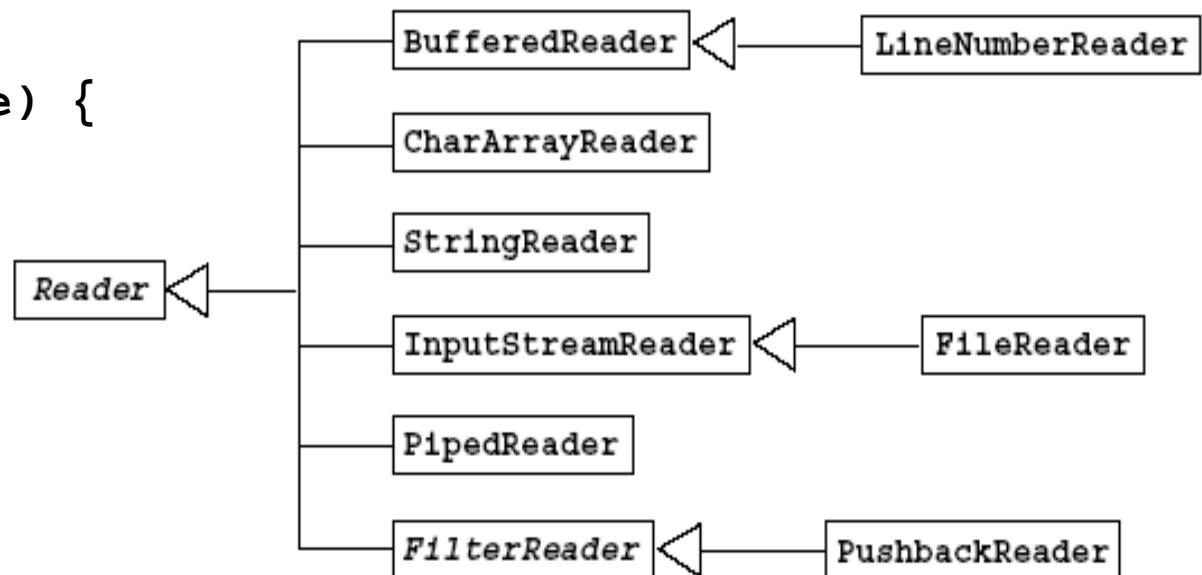 BufferedReader
LineNumberReader
e) {
CharArrayReader
StringReader
Reader
InputStreamReader
FileReader
PipedReader
FilterReader
PushbackReader